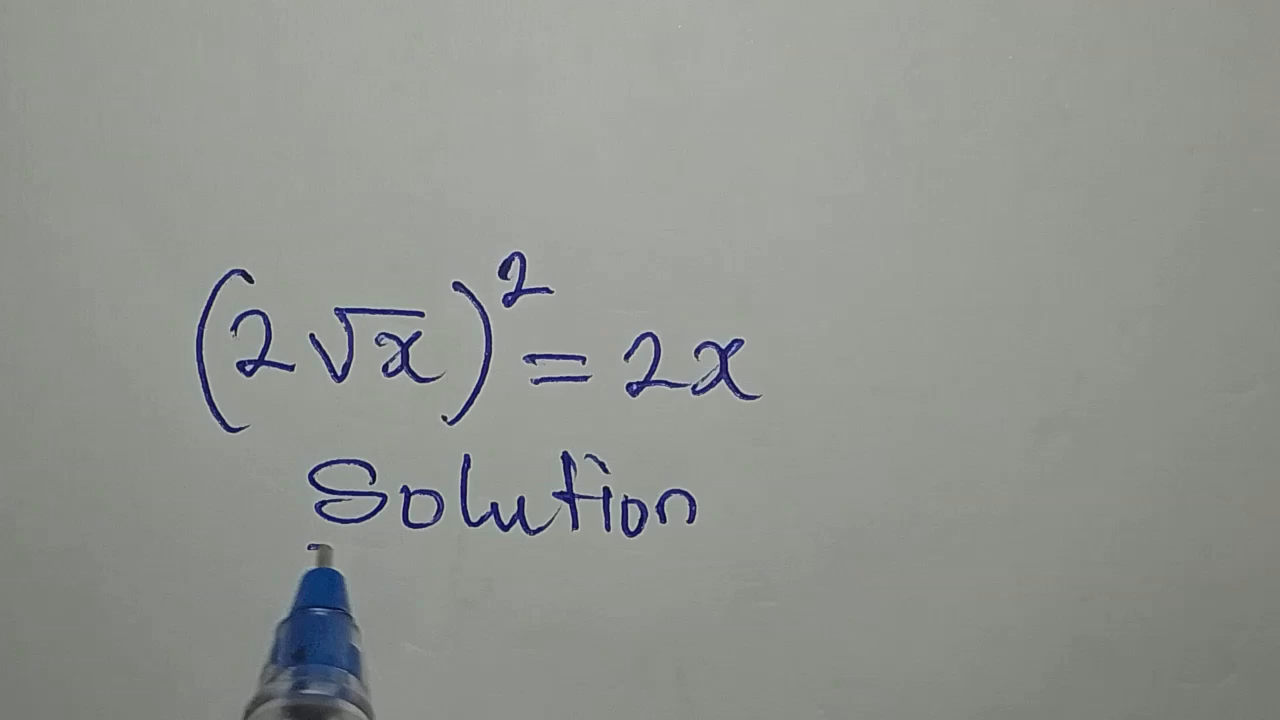 (2√x)² = 2x
Solution